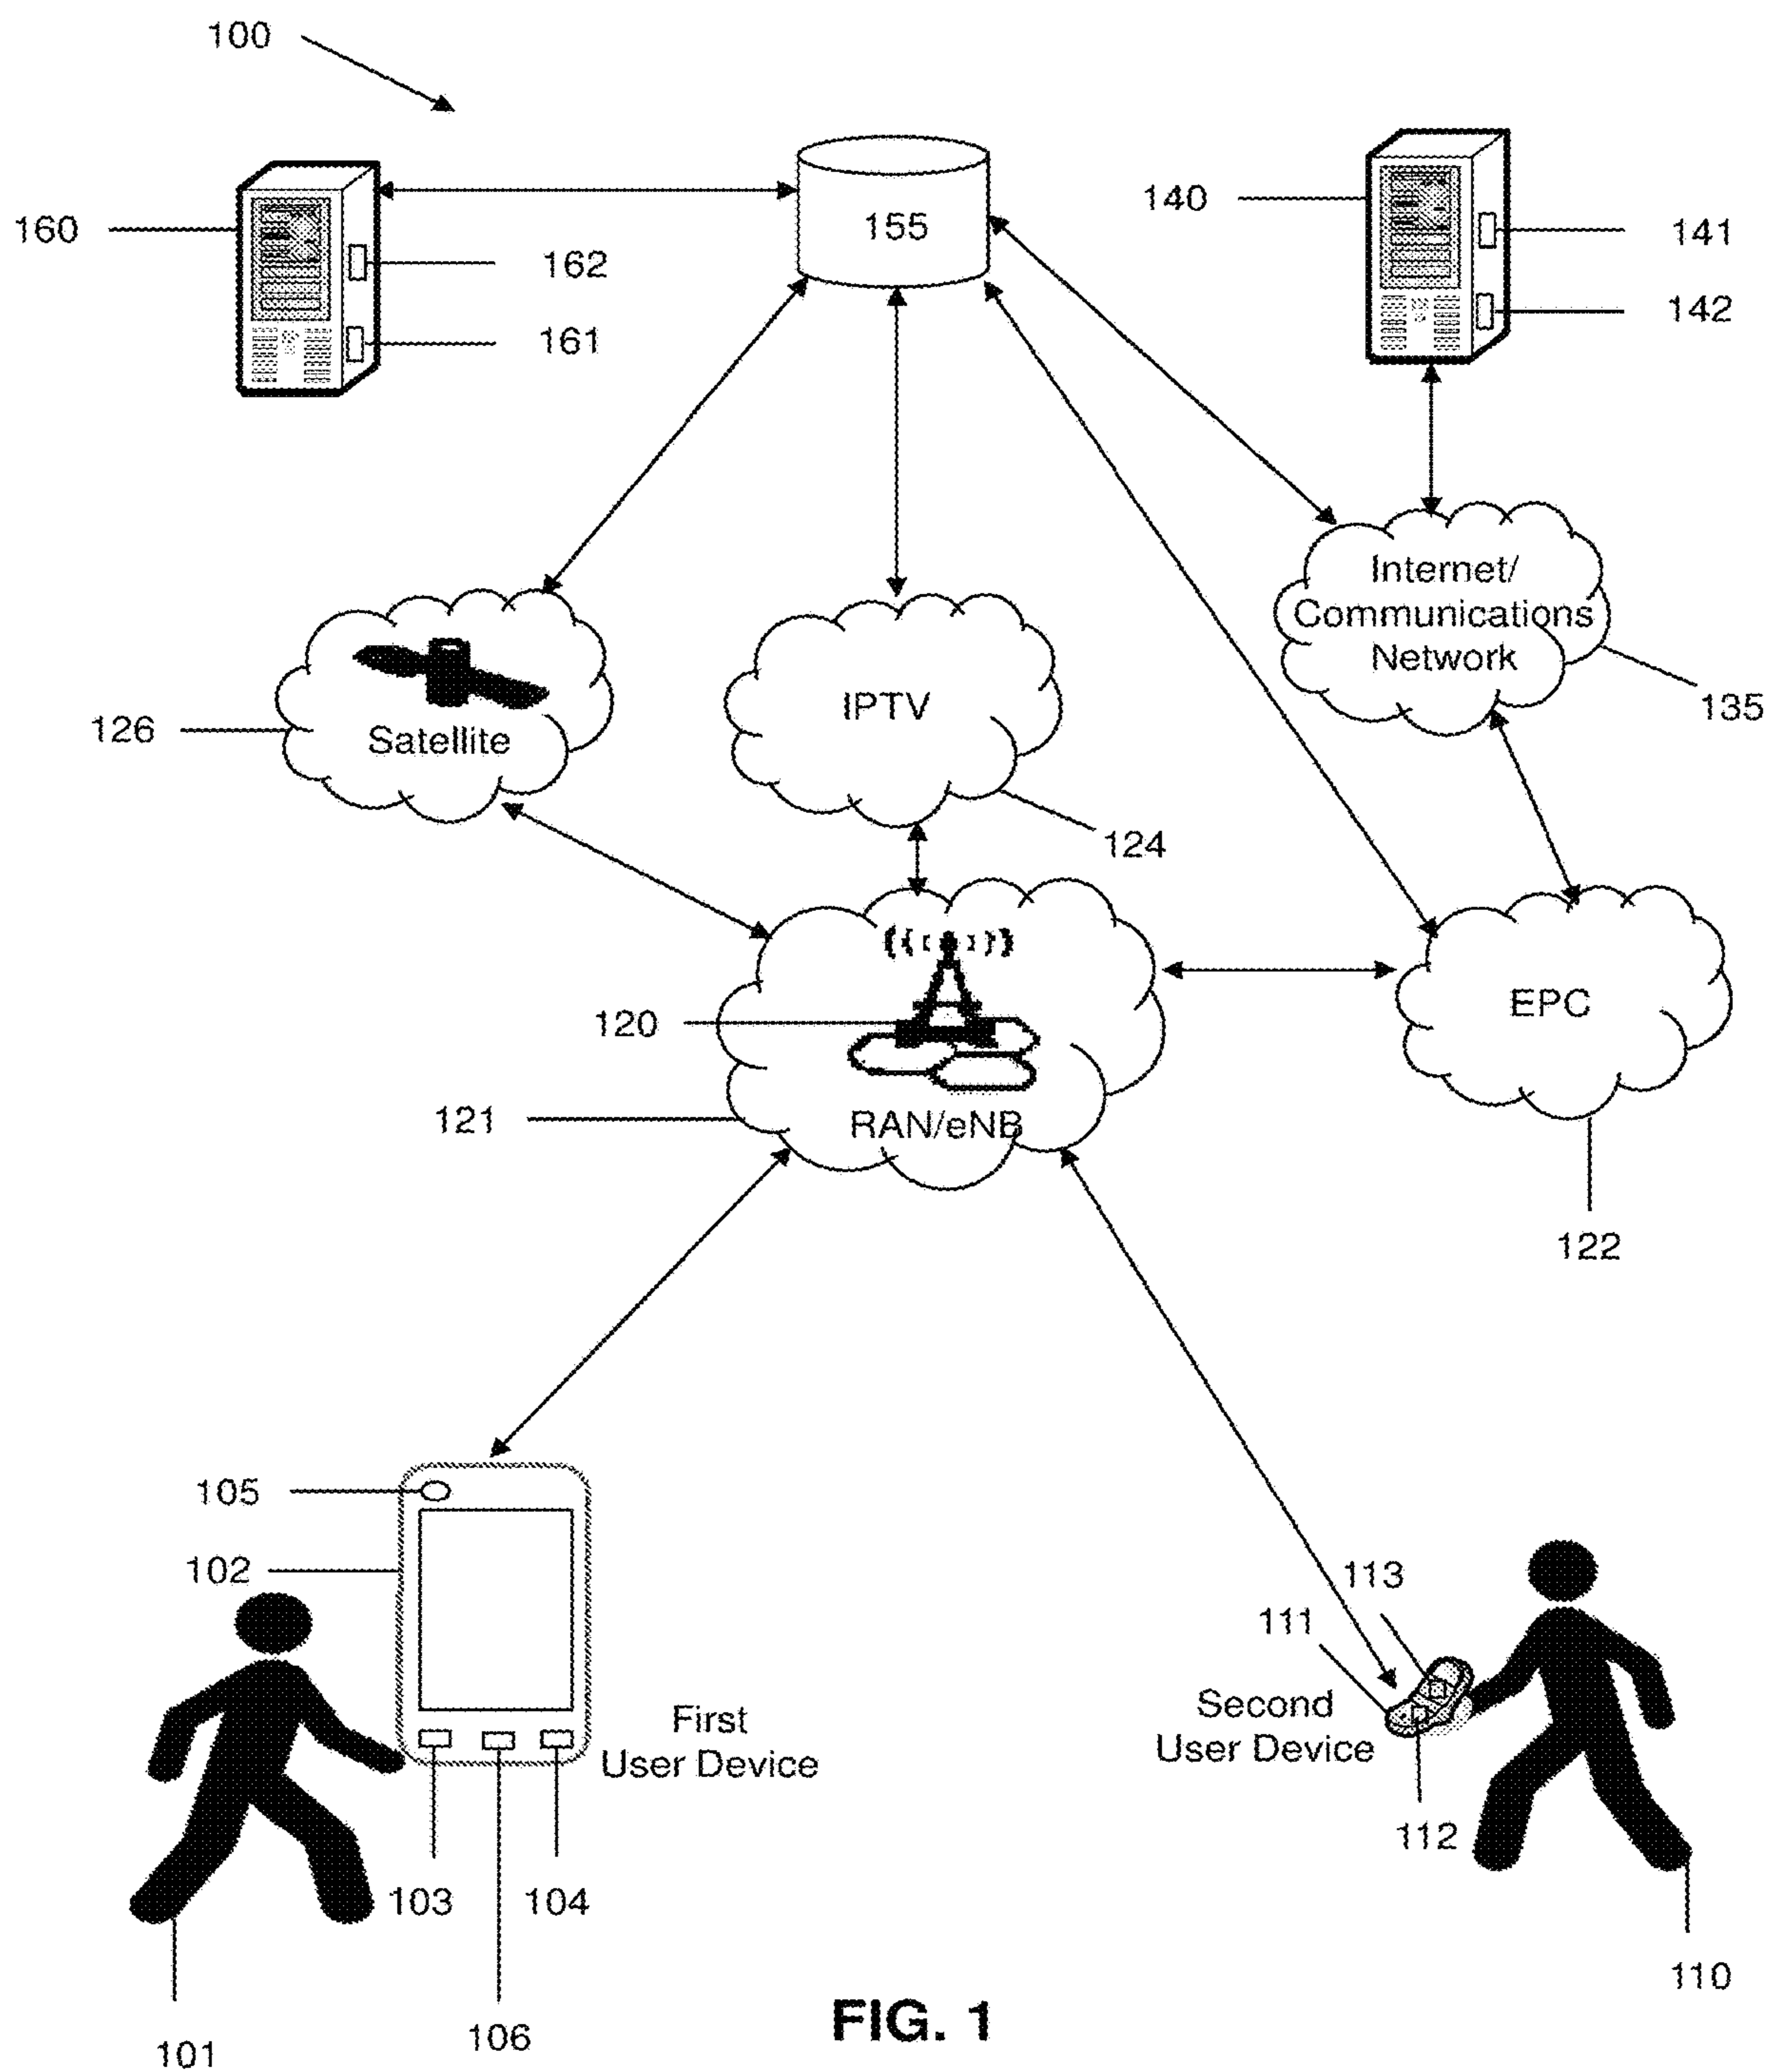 100
160
162
161
155
140
141
142
Internet/
Communications
Network
135
126
Satellite
IPTV
124
120
121
RAN/eNB
EPC
122
105
102
First
User Device
103
104
106
101
113
111
Second
User Device
112
110
FIG. 1